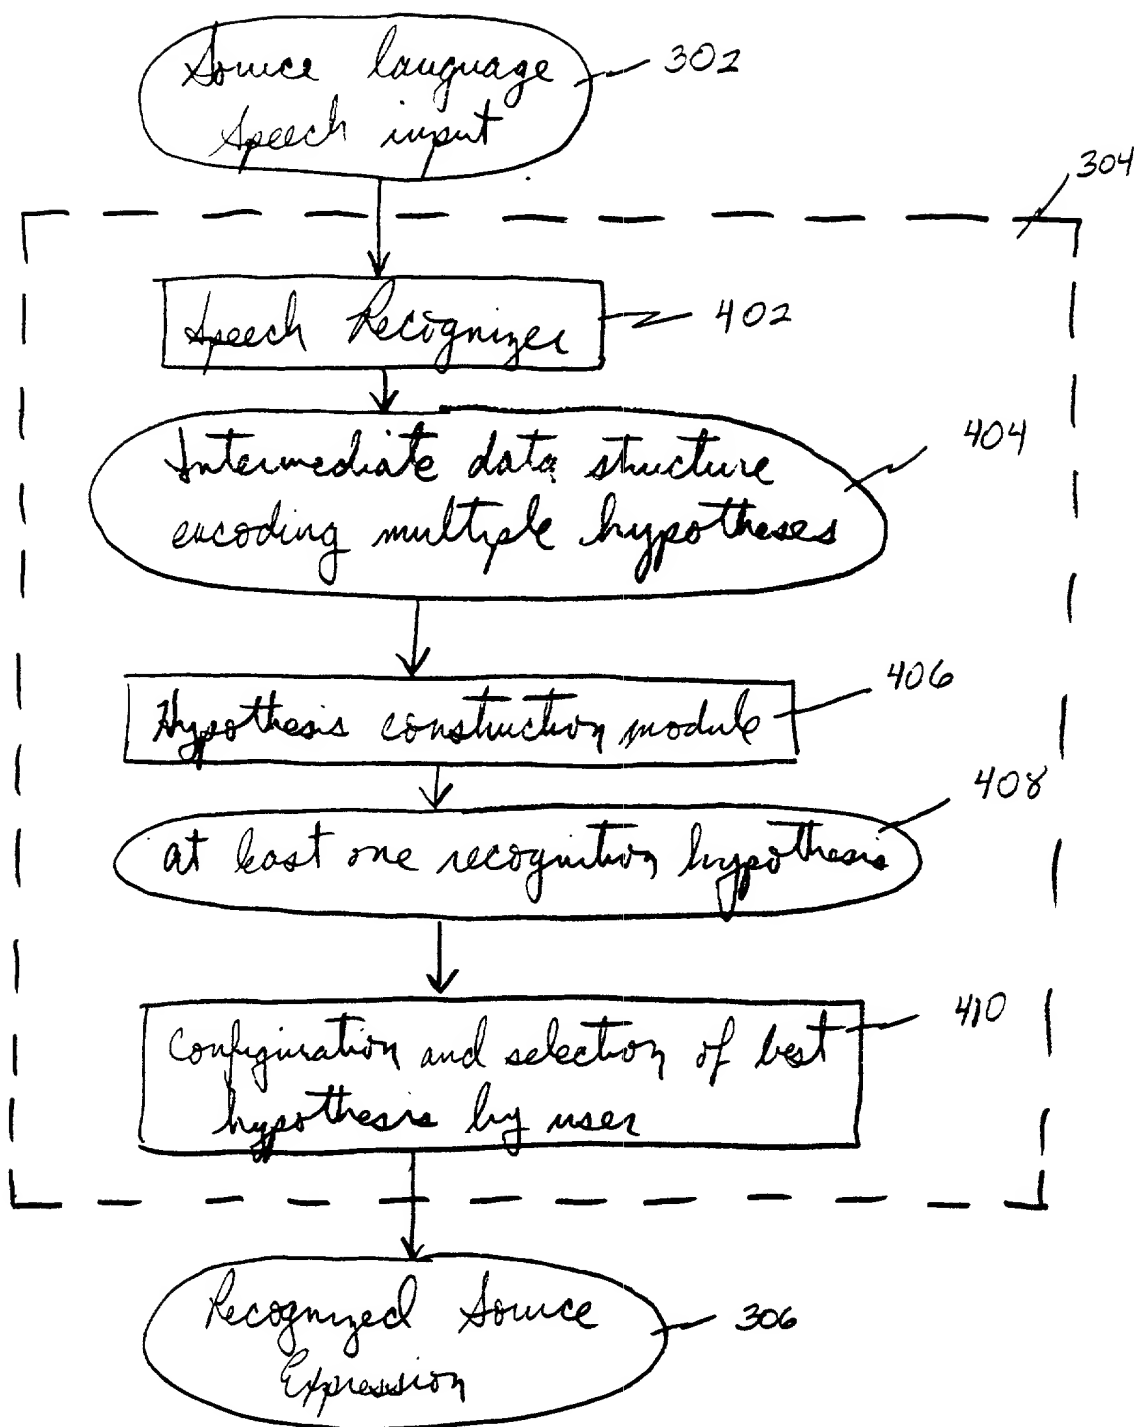 Source language
speech input
302
304
Speech Recognizer
402
Intermediate data structure
encoding multiple hypotheses
404
Hypothesis construction module
406
at least one recognition hypothesis
408
Configuration and selection of best
hypothesis by user
410
Recognized Source
Expression
306